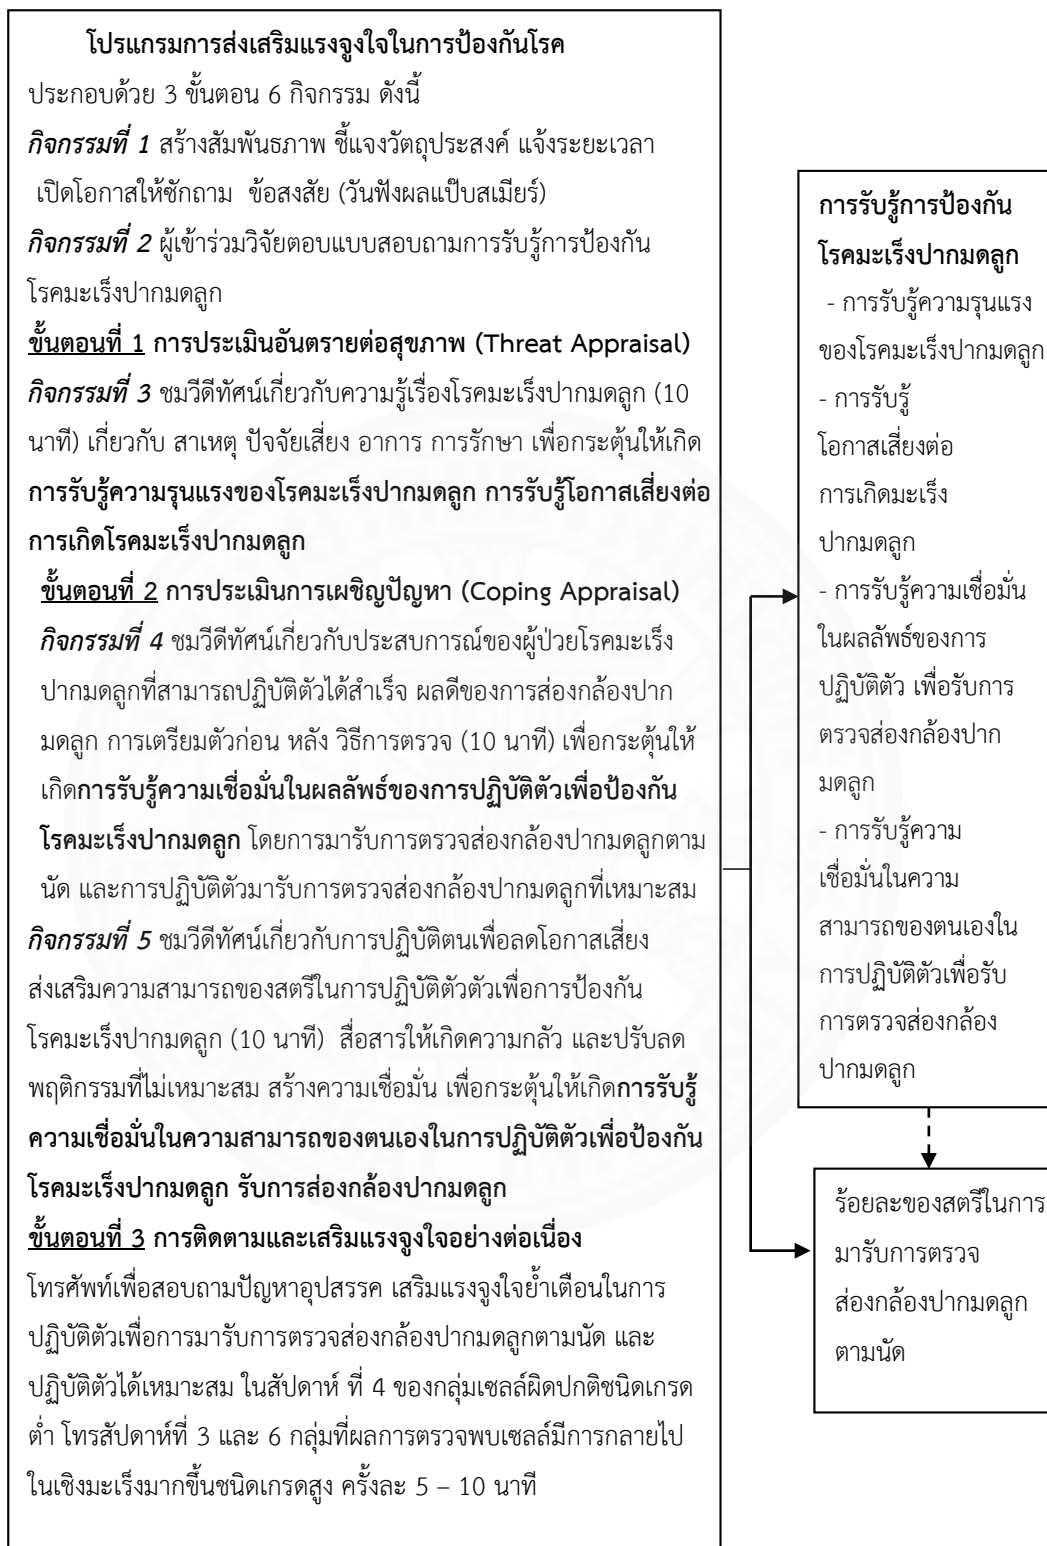 โปรแกรมการส่งเสริมแรงจูงใจในการป้องกันโรค
ประกอบด้วย 3 ขั้นตอน 6 กิจกรรม ดังนี้
กิจกรรมที่ 1 สร้างสัมพันธภาพ ชี้แจงวัตถุประสงค์ แจ้งระยะเวลา
เปิดโอกาสให้ซักถาม ข้อสงสัย (วันฟังผลแป๊บสเมียร์)
กิจกรรมที่ 2 ผู้เข้าร่วมวิจัยตอบแบบสอบถามการรับรู้การป้องกัน
โรคมะเร็งปากมดลูก
ขั้นตอนที่ 1 การประเมินอันตรายต่อสุขภาพ (Threat Appraisal)
กิจกรรมที่ 3 ชมวีดีทัศน์เกี่ยวกับความรู้เรื่องโรคมะเร็งปากมดลูก (10
นาที) เกี่ยวกับ สาเหตุ ปัจจัยเสี่ยง อาการ การรักษา เพื่อกระตุ้นให้เกิด
การรับรู้ความรุนแรงของโรคมะเร็งปากมดลูก การรับรู้โอกาสเสี่ยงต่อ
การเกิดโรคมะเร็งปากมดลูก
ขั้นตอนที่ 2 การประเมินการเผชิญปัญหา (Coping Appraisal)
กิจกรรมที่ 4 ชมวีดีทัศน์เกี่ยวกับประสบการณ์ของผู้ป่วยโรคมะเร็ง
ปากมดลูกที่สามารถปฏิบัติตัวได้สำเร็จ ผลดีของการส่องกล้องปาก
มดลูก การเตรียมตัวก่อน หลัง วิธีการตรวจ (10 นาที) เพื่อกระตุ้นให้
เกิดการรับรู้ความเชื่อมั่นในผลลัพธ์ของการปฏิบัติตัวเพื่อป้องกัน
โรคมะเร็งปากมดลูก โดยการมารับการตรวจส่องกล้องปากมดลูกตาม
นัด และการปฏิบัติตัวมารับการตรวจส่องกล้องปากมดลูกที่เหมาะสม
กิจกรรมที่ 5 ชมวีดีทัศน์เกี่ยวกับการปฏิบัติตนเพื่อลดโอกาสเสี่ยง
ส่งเสริมความสามารถของสตรีในการปฏิบัติตัวตัวเพื่อการป้องกัน
โรคมะเร็งปากมดลูก (10 นาที) สื่อสารให้เกิดความกลัว และปรับลด
พฤติกรรมที่ไม่เหมาะสม สร้างความเชื่อมั่น เพื่อกระตุ้นให้เกิดการรับรู้
ความเชื่อมั่นในความสามารถของตนเองในการปฏิบัติตัวเพื่อป้องกัน
โรคมะเร็งปากมดลูก รับการส่องกล้องปากมดลูก
ขั้นตอนที่ 3 การติดตามและเสริมแรงจูงใจอย่างต่อเนื่อง
โทรศัพท์เพื่อสอบถามปัญหาอุปสรรค เสริมแรงจูงใจย้ำเตือนในการ
ปฏิบัติตัวเพื่อการมารับการตรวจส่องกล้องปากมดลูกตามนัด และ
ปฏิบัติตัวได้เหมาะสม ในสัปดาห์ ที่ 4 ของกลุ่มเซลล์ผิดปกติชนิดเกรด
ต่ำ โทรสัปดาห์ที่ 3 และ 6 กลุ่มที่ผลการตรวจพบเซลล์มีการกลายไป
ในเชิงมะเร็งมากขึ้นชนิดเกรดสูง ครั้งละ 5 – 10 นาที
การรับรู้การป้องกัน
โรคมะเร็งปากมดลูก
- การรับรู้ความรุนแรง
ของโรคมะเร็งปากมดลูก
- การรับรู้
โอกาสเสี่ยงต่อ
การเกิดมะเร็ง
ปากมดลูก
- การรับรู้ความเชื่อมั่น
ในผลลัพธ์ของการ
ปฏิบัติตัว เพื่อรับการ
ตรวจส่องกล้องปาก
มดลูก
- การรับรู้ความ
เชื่อมั่นในความ
สามารถของตนเองใน
การปฏิบัติตัวเพื่อรับ
การตรวจส่องกล้อง
ปากมดลูก
ร้อยละของสตรีในการ
มารับการตรวจ
ส่องกล้องปากมดลูก
ตามนัด